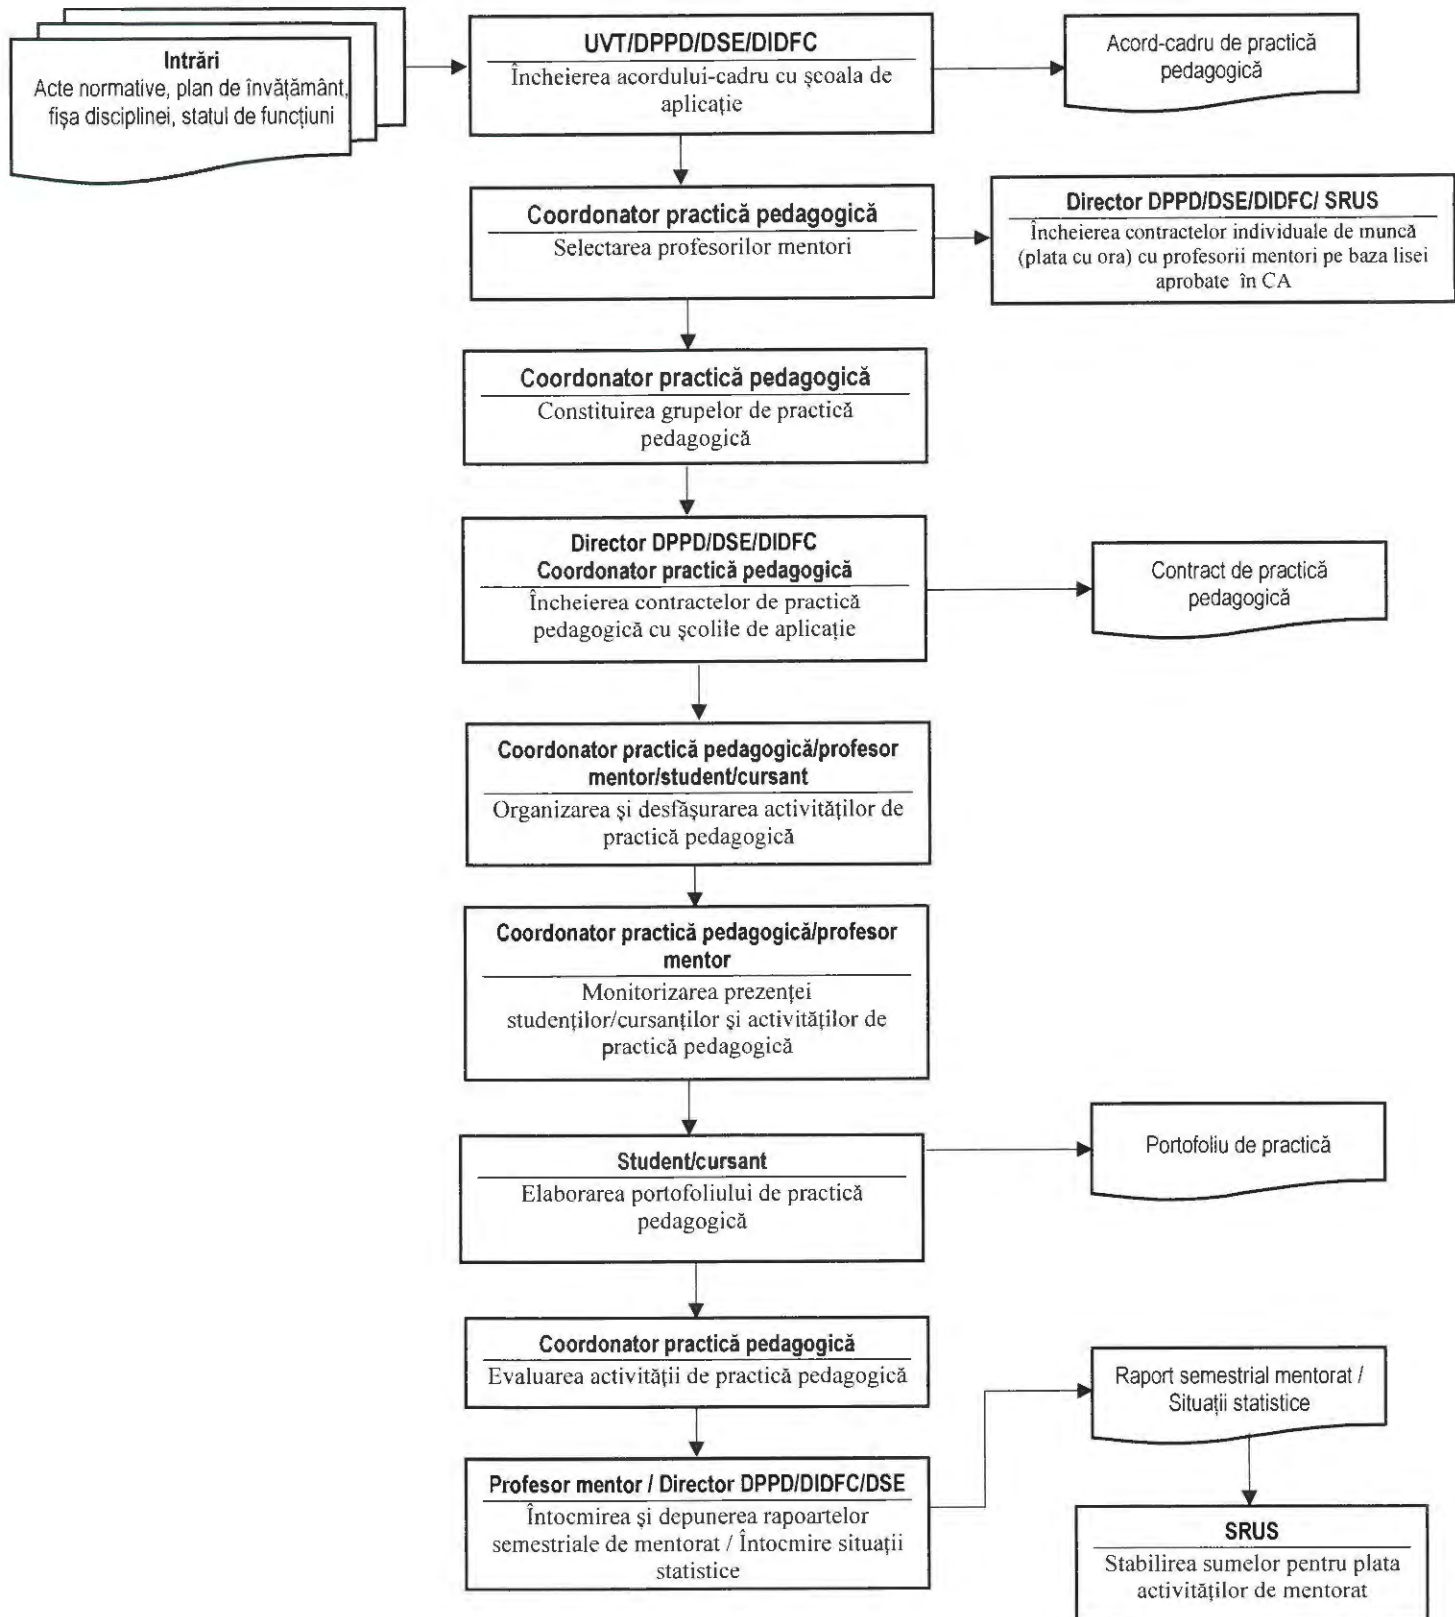 Intrări
Acte normative, plan de învățământ,
fișa disciplinei, statul de funcțiuni
UVT/DPPD/DSE/DIDFC
Încheierea acordului-cadru cu școala de
aplicație
Acord-cadru de practică
pedagogică
Coordonator practică pedagogică
Selectarea profesorilor mentori
Director DPPD/DSE/DIDFC/ SRUS
Încheierea contractelor individuale de muncă
(plata cu ora) cu profesorii mentori pe baza lisei
aprobate în CA
Coordonator practică pedagogică
Constituirea grupelor de practică
pedagogică
Director DPPD/DSE/DIDFC
Coordonator practică pedagogică
Încheierea contractelor de practică
pedagogică cu școlile de aplicație
Contract de practică
pedagogică
Coordonator practică pedagogică/profesor
mentor/student/cursant
Organizarea și desfășurarea activităților de
practică pedagogică
Coordonator practică pedagogică/profesor
mentor
Monitorizarea prezenței
studenților/cursanților și activităților de
practică pedagogică
Student/cursant
Elaborarea portofoliului de practică
pedagogică
Portofoliu de practică
Coordonator practică pedagogică
Evaluarea activității de practică pedagogică
Raport semestrial mentorat /
Situații statistice
Profesor mentor / Director DPPD/DIDFC/DSE
Întocmirea și depunerea rapoartelor
semestriale de mentorat / Întocmire situații
statistice
SRUS
Stabilirea sumelor pentru plata
activităților de mentorat